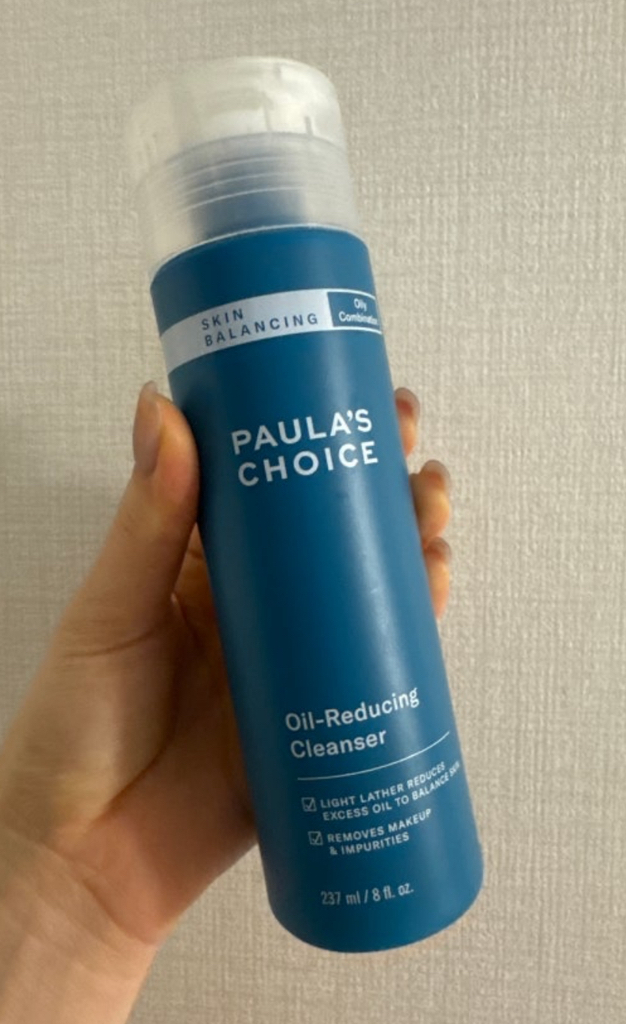 SKIN
BALANCING
Oily
Combination
PAULA'S
CHOICE
Oil-Reducing
Cleanser
LIGHT LATHER REDUCES
EXCESS OIL TO BALANCE SKIN
REMOVES MAKEUP
& IMPURITIES
237 ml / 8 fl. oz.